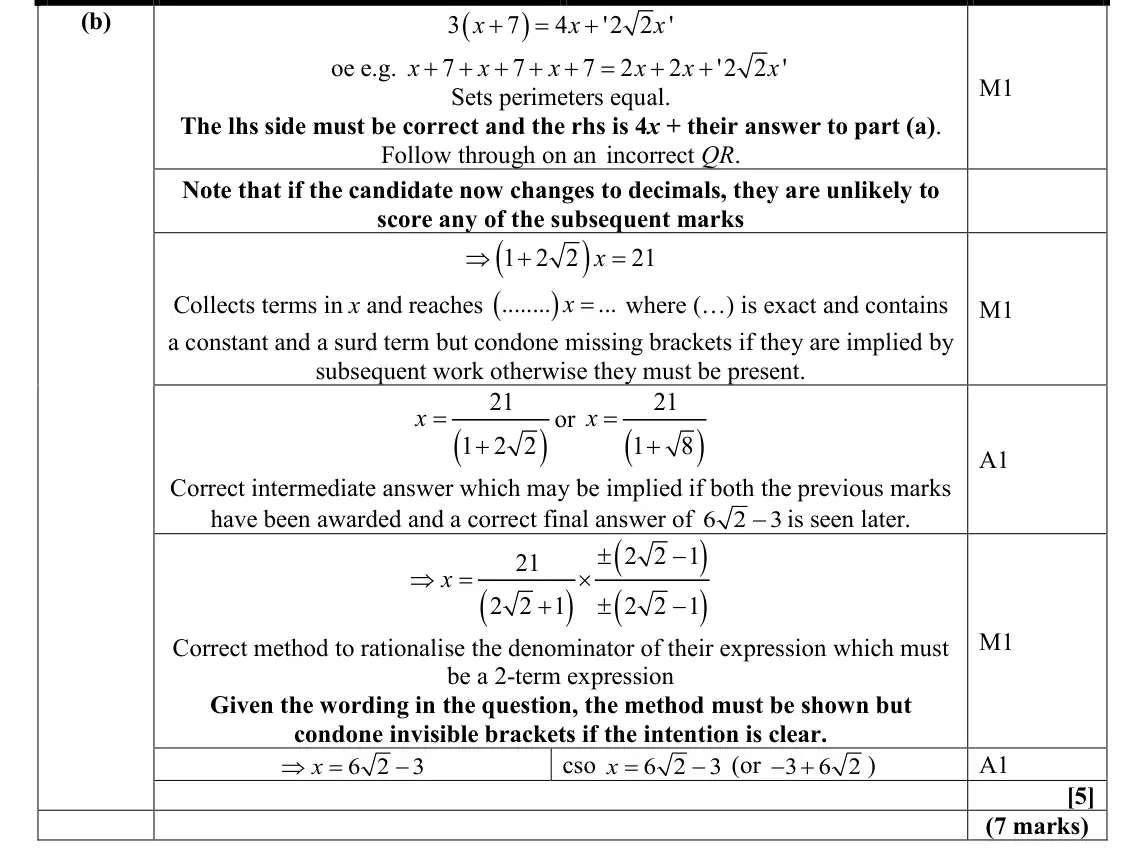 (b)
3(x+7)=4x+'2√2x'
oe e.g. x+7+x+7+x+7=2x+2x+'2√2x'
Sets perimeters equal.
The lhs side must be correct and the rhs is 4x + their answer to part (a).
Follow through on an incorrect QR.
M1
Note that if the candidate now changes to decimals, they are unlikely to
score any of the subsequent marks
⇒(1+2√2)x=21
Collects terms in x and reaches (........)x=... where (…) is exact and contains
a constant and a surd term but condone missing brackets if they are implied by
subsequent work otherwise they must be present.
M1
x=21/(1+2√2) or x=21/(1+√8)
Correct intermediate answer which may be implied if both the previous marks
have been awarded and a correct final answer of 6√2−3 is seen later.
A1
⇒x=21/(2√2+1)×±(2√2−1)/±(2√2−1)
Correct method to rationalise the denominator of their expression which must
be a 2-term expression
Given the wording in the question, the method must be shown but
condone invisible brackets if the intention is clear.
M1
⇒x=6√2−3
cso x=6√2−3 (or −3+6√2 )
A1
[5]
(7 marks)